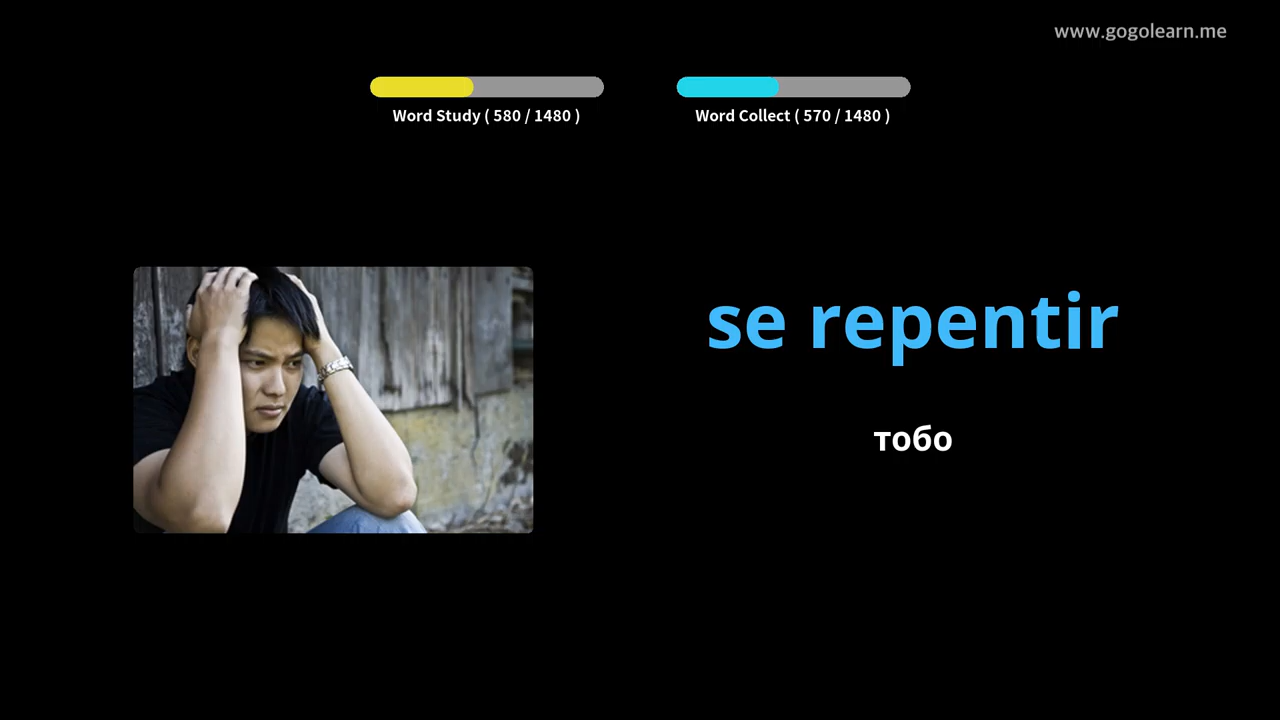 www.gogolearn.me
Word Study ( 580 / 1480 )
Word Collect ( 570 / 1480 )
se repentir
тобо